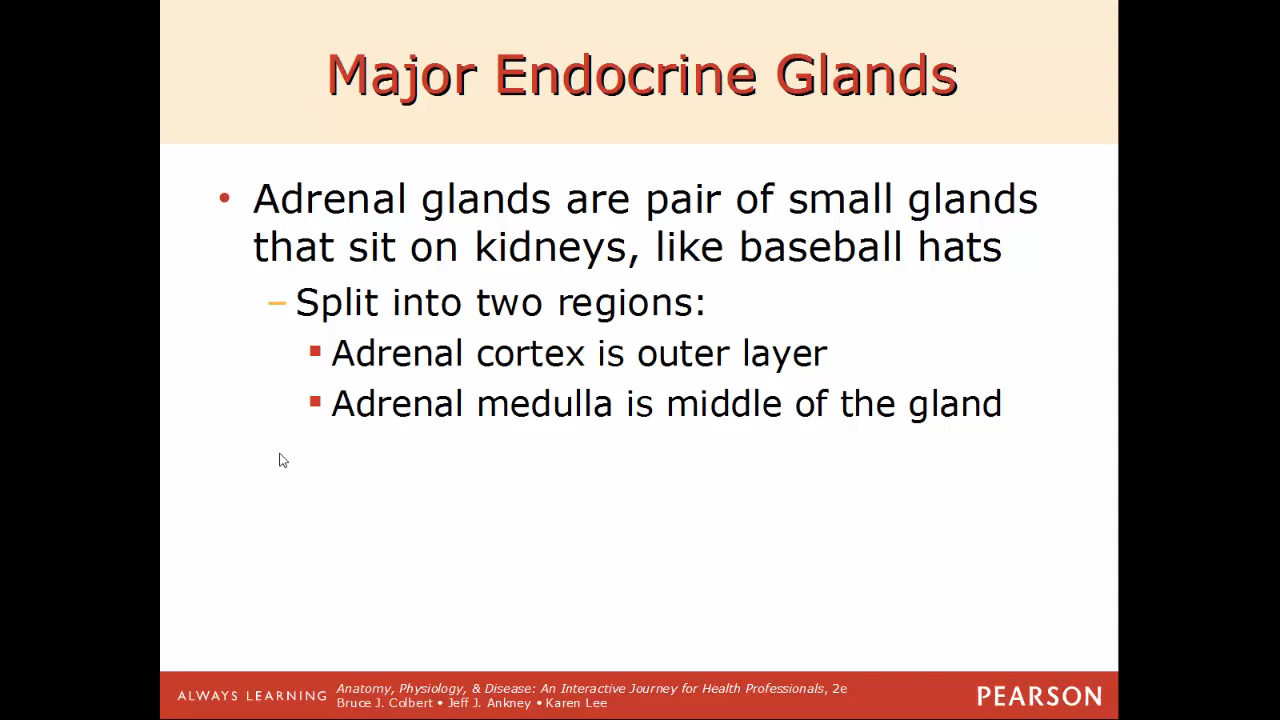 Major Endocrine Glands
• Adrenal glands are pair of small glands
that sit on kidneys, like baseball hats
– Split into two regions:
▪ Adrenal cortex is outer layer
▪ Adrenal medulla is middle of the gland
ALWAYS LEARNING
Anatomy, Physiology, & Disease: An Interactive Journey for Health Professionals, 2e
Bruce J. Colbert • Jeff J. Ankney • Karen Lee
PEARSON